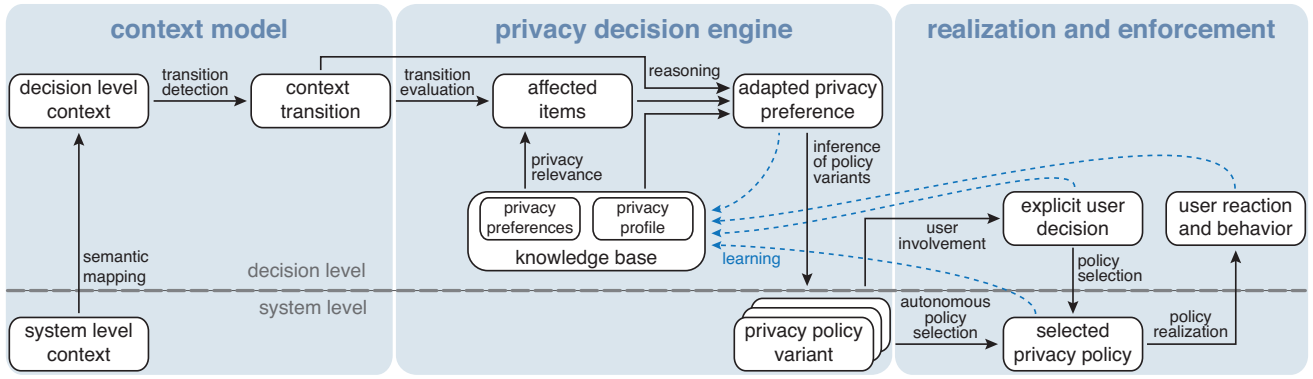 context model
privacy decision engine
realization and enforcement
decision level
context
transition
detection
context
transition
transition
evaluation
affected
items
reasoning
adapted privacy
preference
privacy
relevance
inference
of policy
variants
privacy
preferences
privacy
profile
knowledge base
learning
user
involvement
explicit user
decision
user reaction
and behavior
semantic
mapping
decision level
system level
policy
selection
system level
context
privacy policy
variant
autonomous
policy
selection
selected
privacy policy
policy
realization